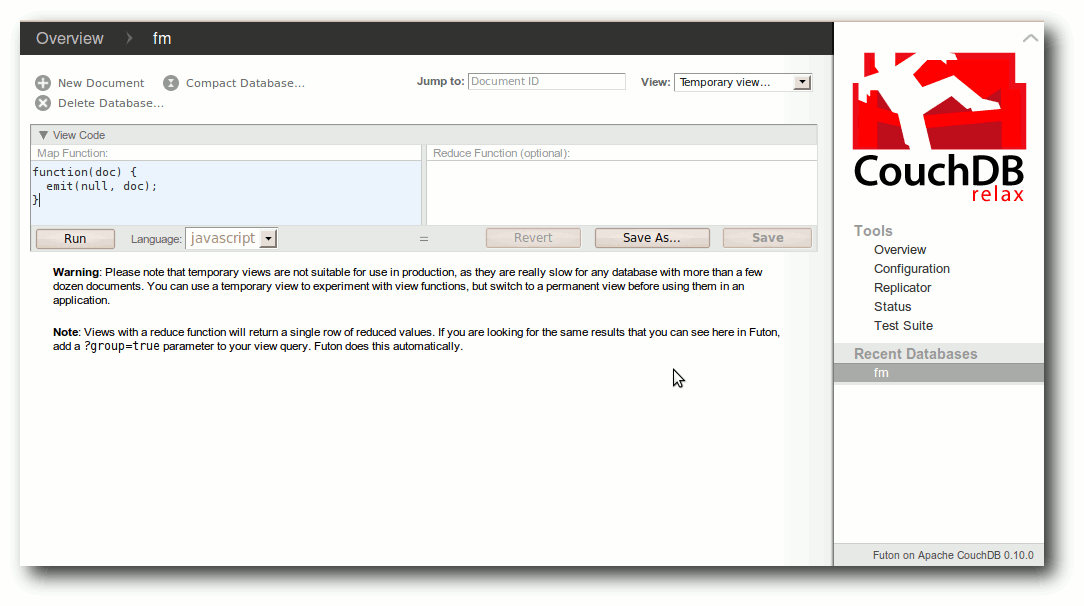 Overview fm
New Document Compact Database...
Delete Database...
Jump to: Document ID View: Temporary view...
View Code
Map Function: Reduce Function (optional):
function(doc) {
emit(null, doc);
}
Run Language: javascript = Revert Save As... Save
Warning: Please note that temporary views are not suitable for use in production, as they are really slow for any database with more than a few
dozen documents. You can use a temporary view to experiment with view functions, but switch to a permanent view before using them in an
application.
Note: Views with a reduce function will return a single row of reduced values. If you are looking for the same results that you can see here in Futon,
add a ?group=true parameter to your view query. Futon does this automatically.
CouchDB
relax
Tools
Overview
Configuration
Replicator
Status
Test Suite
Recent Databases
fm
Futon on Apache CouchDB 0.10.0